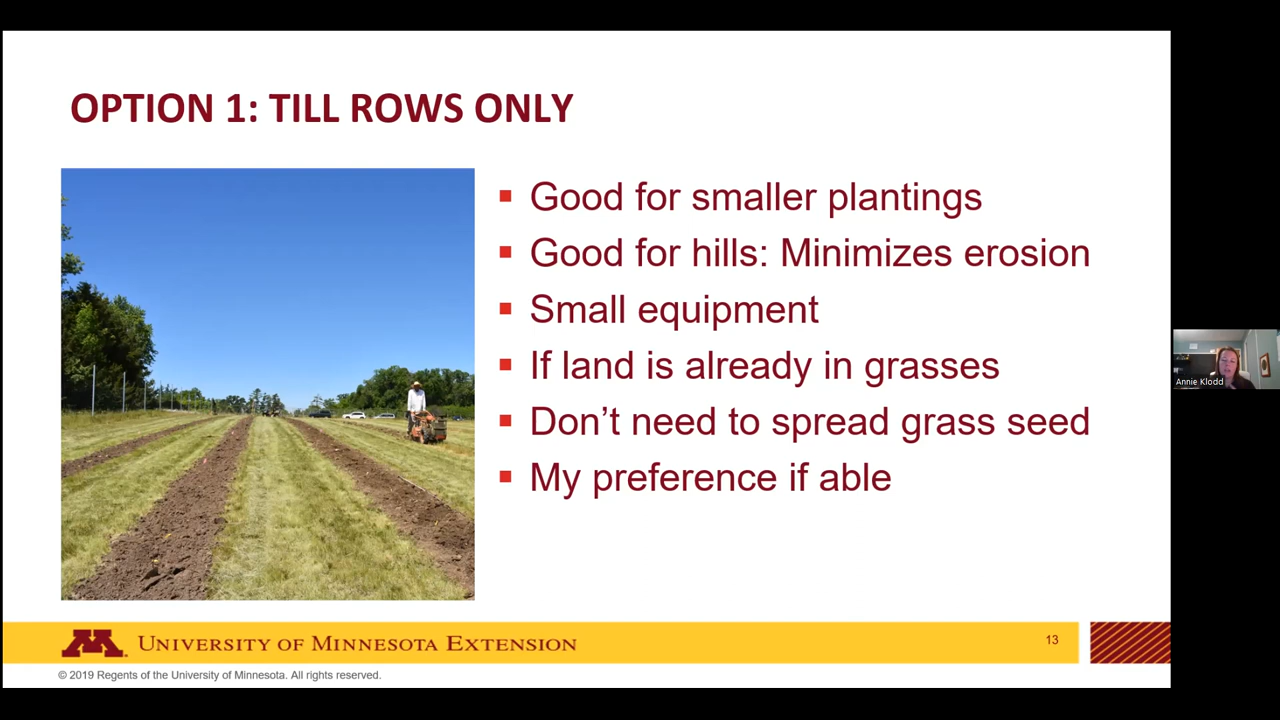 OPTION 1: TILL ROWS ONLY
▪ Good for smaller plantings
▪ Good for hills: Minimizes erosion
▪ Small equipment
▪ If land is already in grasses
▪ Don’t need to spread grass seed
▪ My preference if able
Annie Klodd
M UNIVERSITY OF MINNESOTA EXTENSION
13
© 2019 Regents of the University of Minnesota. All rights reserved.